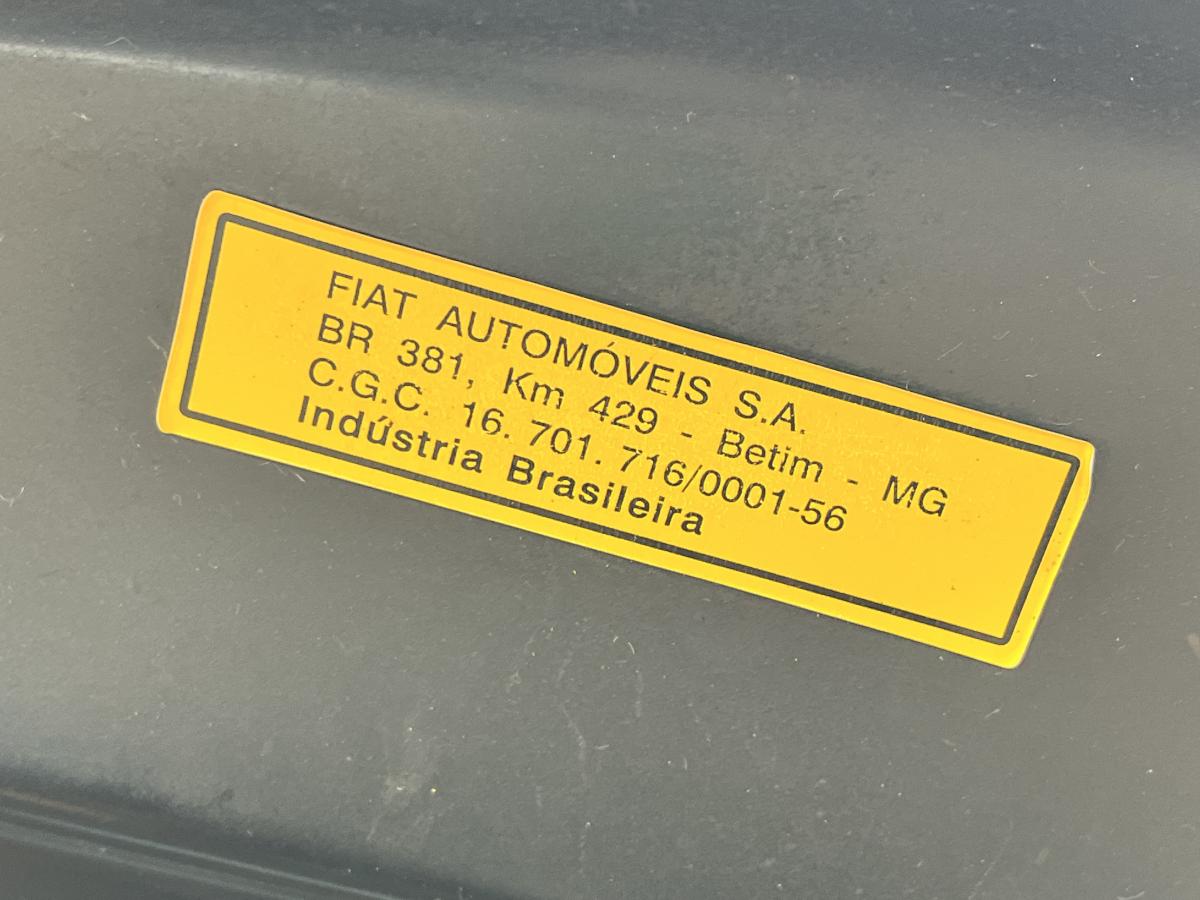 FIAT AUTOMÓVEIS S.A.
BR 381, Km 429 - Betim - MG
C.G.C. 16. 701. 716/0001-56
Indústria Brasileira